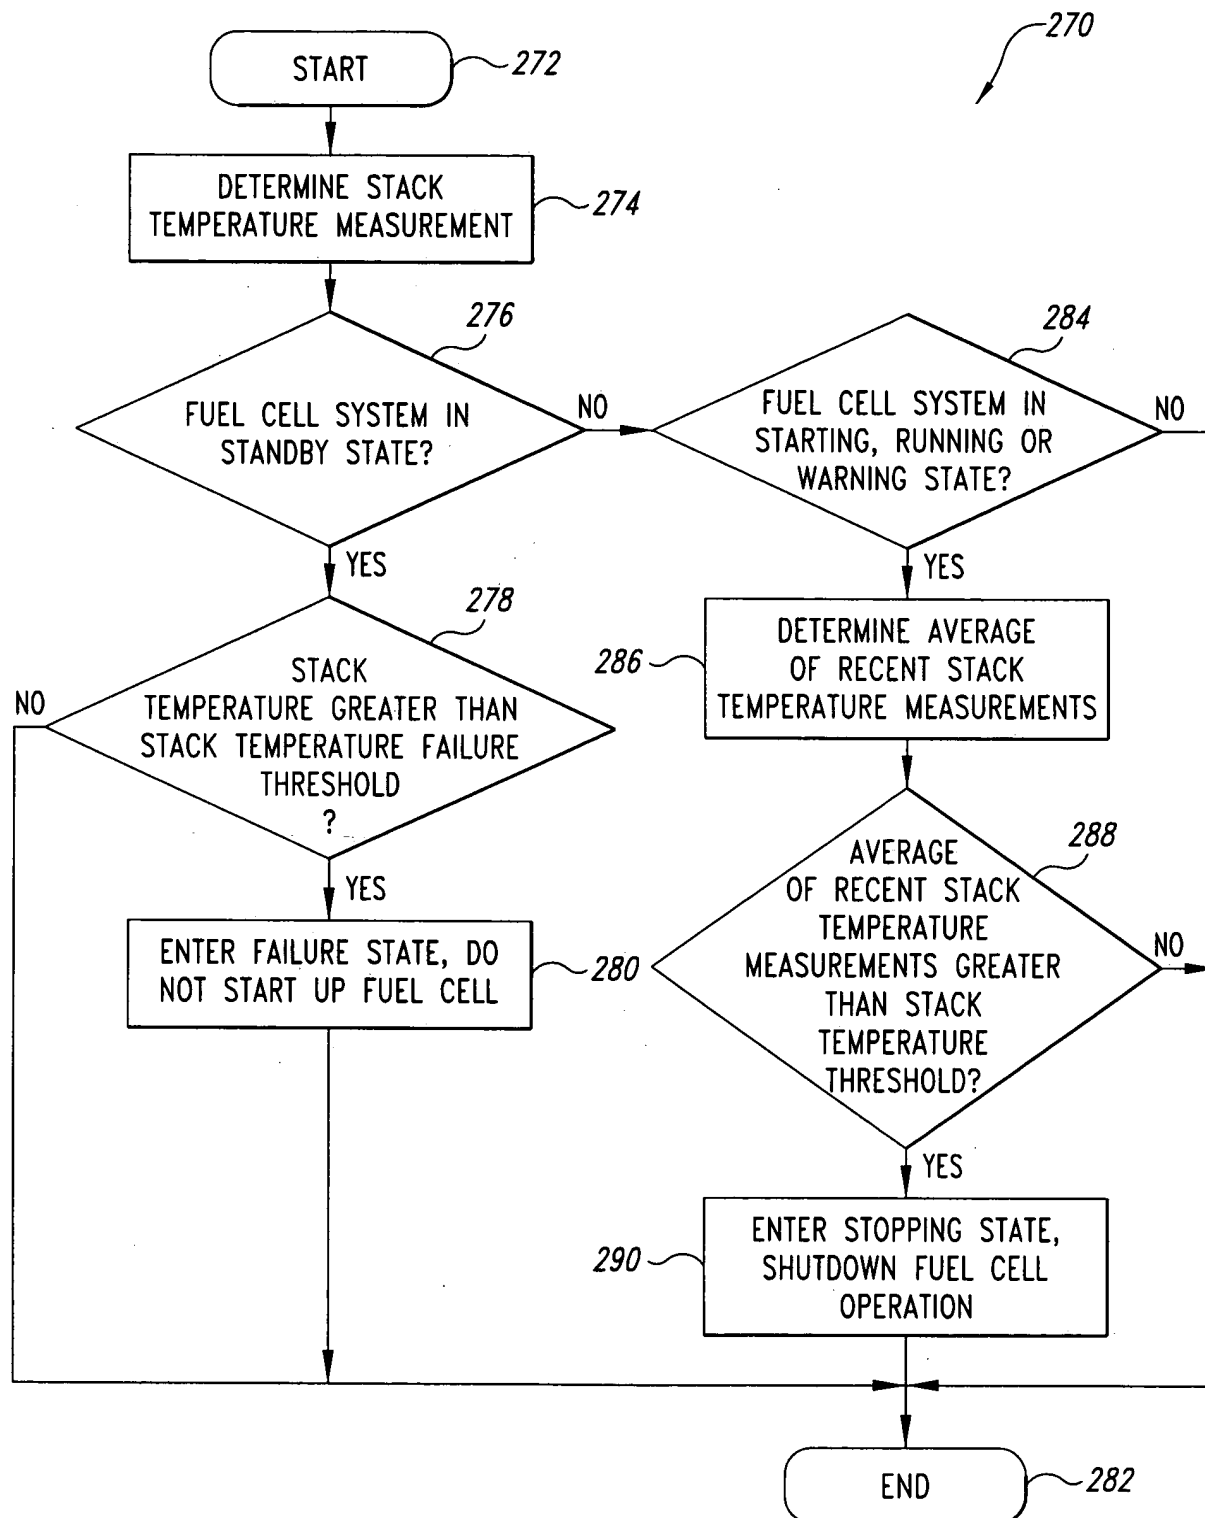 270
START
272
DETERMINE STACK
TEMPERATURE MEASUREMENT
274
276
FUEL CELL SYSTEM IN
STANDBY STATE?
NO
YES
284
FUEL CELL SYSTEM IN
STARTING, RUNNING OR
WARNING STATE?
NO
YES
278
STACK
TEMPERATURE GREATER THAN
STACK TEMPERATURE FAILURE
THRESHOLD
?
NO
YES
286
DETERMINE AVERAGE
OF RECENT STACK
TEMPERATURE MEASUREMENTS
288
AVERAGE
OF RECENT STACK
TEMPERATURE
MEASUREMENTS GREATER
THAN STACK
TEMPERATURE
THRESHOLD?
NO
YES
ENTER FAILURE STATE, DO
NOT START UP FUEL CELL
280
290
ENTER STOPPING STATE,
SHUTDOWN FUEL CELL
OPERATION
END
282